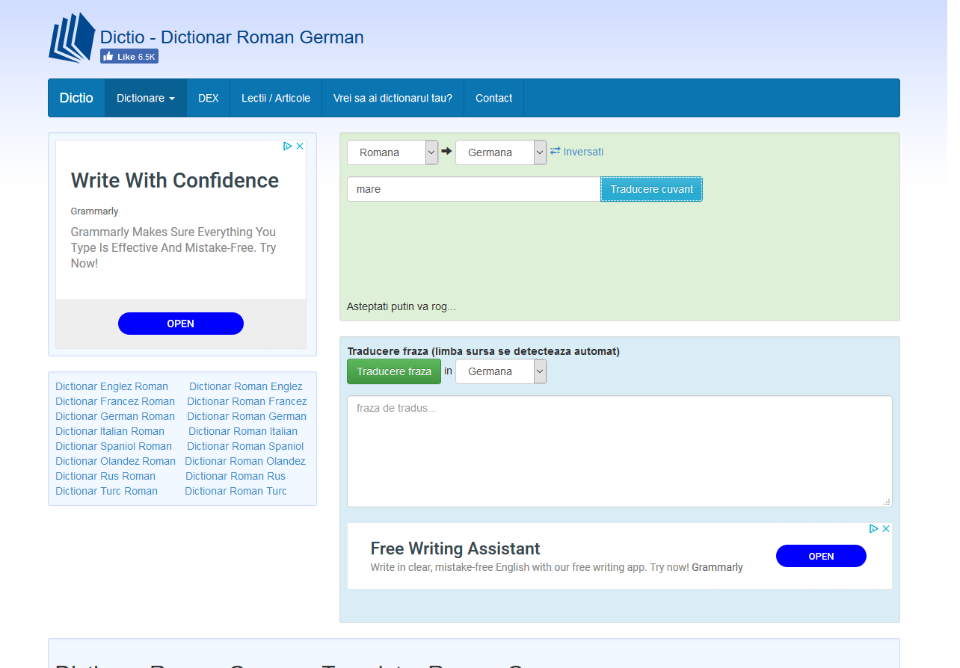 Dictio - Dictionar Roman German
Like 6.5K
Dictio Dictionare DEX Lectii / Articole Vrei sa ai dictionarul tau? Contact
Write With Confidence
Grammarly
Grammarly Makes Sure Everything You
Type Is Effective And Mistake-Free. Try
Now!
OPEN
Dictionar Englez Roman Dictionar Roman Englez
Dictionar Francez Roman Dictionar Roman Francez
Dictionar German Roman Dictionar Roman German
Dictionar Italian Roman Dictionar Roman Italian
Dictionar Spaniol Roman Dictionar Roman Spaniol
Dictionar Olandez Roman Dictionar Roman Olandez
Dictionar Rus Roman Dictionar Roman Rus
Dictionar Turc Roman Dictionar Roman Turc
Romana Germana Inversati
mare Traducere cuvant
Asteptati putin va rog...
Traducere fraza (limba sursa se detecteaza automat)
Traducere fraza in Germana
fraza de tradus...
Free Writing Assistant
Write in clear, mistake-free English with our free writing app. Try now! Grammarly
OPEN